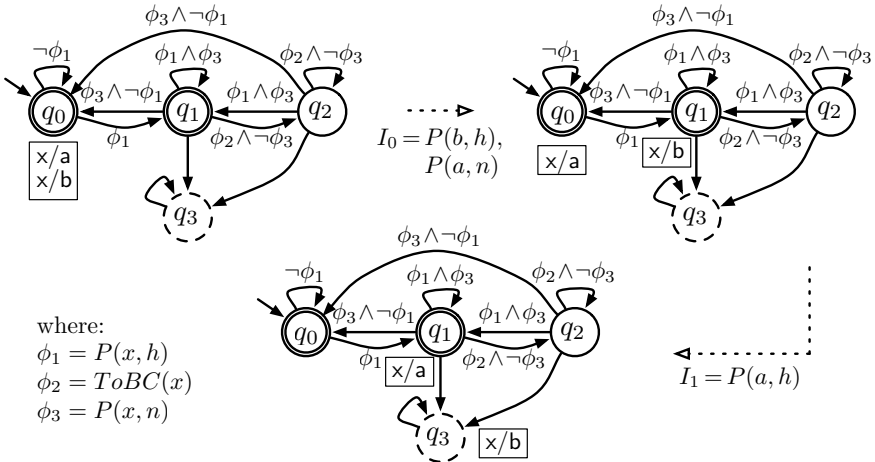 ϕ₃∧¬ϕ₁
¬ϕ₁
ϕ₁∧ϕ₃
ϕ₂∧¬ϕ₃
ϕ₃∧¬ϕ₁
ϕ₁∧ϕ₃
q₀
q₁
q₂
ϕ₁
ϕ₂∧¬ϕ₃
x/a
x/b
q₃
I₀ = P(b, h),
P(a, n)
ϕ₃∧¬ϕ₁
¬ϕ₁
ϕ₁∧ϕ₃
ϕ₂∧¬ϕ₃
ϕ₃∧¬ϕ₁
ϕ₁∧ϕ₃
q₀
q₁
q₂
ϕ₁
ϕ₂∧¬ϕ₃
x/a
x/b
q₃
ϕ₃∧¬ϕ₁
¬ϕ₁
ϕ₁∧ϕ₃
ϕ₂∧¬ϕ₃
ϕ₃∧¬ϕ₁
ϕ₁∧ϕ₃
q₀
q₁
q₂
ϕ₁
ϕ₂∧¬ϕ₃
x/a
q₃
x/b
I₁ = P(a, h)
where:
ϕ₁ = P(x, h)
ϕ₂ = ToBC(x)
ϕ₃ = P(x, n)